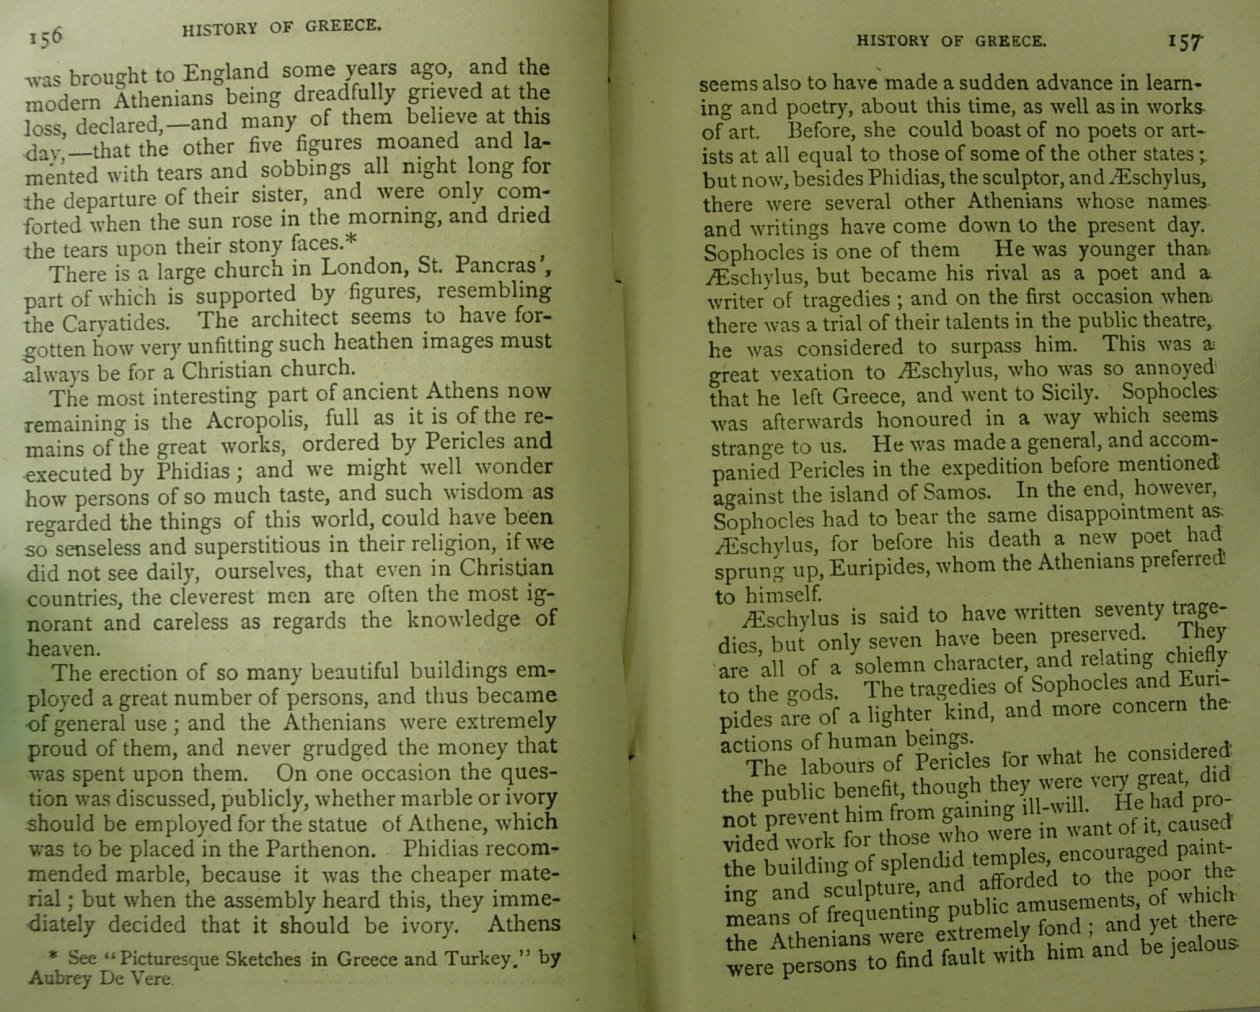 156
HISTORY OF GREECE.
was brought to England some years ago, and the
modern Athenians being dreadfully grieved at the
loss, declared,—and many of them believe at this
day,—that the other five figures moaned and la-
mented with tears and sobbings all night long for
the departure of their sister, and were only com-
forted when the sun rose in the morning, and dried
the tears upon their stony faces.*
There is a large church in London, St. Pancras',
part of which is supported by figures, resembling
the Caryatides. The architect seems to have for-
gotten how very unfitting such heathen images must
always be for a Christian church.
The most interesting part of ancient Athens now
remaining is the Acropolis, full as it is of the re-
mains of the great works, ordered by Pericles and
executed by Phidias ; and we might well wonder
how persons of so much taste, and such wisdom as
regarded the things of this world, could have been
so senseless and superstitious in their religion, if we
did not see daily, ourselves, that even in Christian
countries, the cleverest men are often the most ig-
norant and careless as regards the knowledge of
heaven.
The erection of so many beautiful buildings em-
ployed a great number of persons, and thus became
of general use ; and the Athenians were extremely
proud of them, and never grudged the money that
was spent upon them. On one occasion the ques-
tion was discussed, publicly, whether marble or ivory
should be employed for the statue of Athene, which
was to be placed in the Parthenon. Phidias recom-
mended marble, because it was the cheaper mate-
rial ; but when the assembly heard this, they imme-
diately decided that it should be ivory. Athens
* See “Picturesque Sketches in Greece and Turkey.” by
Aubrey De Vere
HISTORY OF GREECE.
157
seems also to have made a sudden advance in learn-
ing and poetry, about this time, as well as in works
of art. Before, she could boast of no poets or art-
ists at all equal to those of some of the other states ;
but now, besides Phidias, the sculptor, and Æschylus,
there were several other Athenians whose names
and writings have come down to the present day.
Sophocles is one of them He was younger than
Æschylus, but became his rival as a poet and a
writer of tragedies ; and on the first occasion when
there was a trial of their talents in the public theatre,
he was considered to surpass him. This was a
great vexation to Æschylus, who was so annoyed
that he left Greece, and went to Sicily. Sophocles
was afterwards honoured in a way which seems
strange to us. He was made a general, and accom-
panied Pericles in the expedition before mentioned
against the island of Samos. In the end, however,
Sophocles had to bear the same disappointment as
Æschylus, for before his death a new poet had
sprung up, Euripides, whom the Athenians preferred
to himself.
Æschylus is said to have written seventy trage-
dies, but only seven have been preserved. They
are all of a solemn character, and relating chiefly
to the gods. The tragedies of Sophocles and Euri-
pides are of a lighter kind, and more concern the
actions of human beings.
The labours of Pericles for what he considered
the public benefit, though they were very great, did
not prevent him from gaining ill-will. He had pro-
vided work for those who were in want of it, caused
the building of splendid temples, encouraged paint-
ing and sculpture, and afforded to the poor the
means of frequenting public amusements, of which
the Athenians were extremely fond ; and yet there
were persons to find fault with him and be jealous